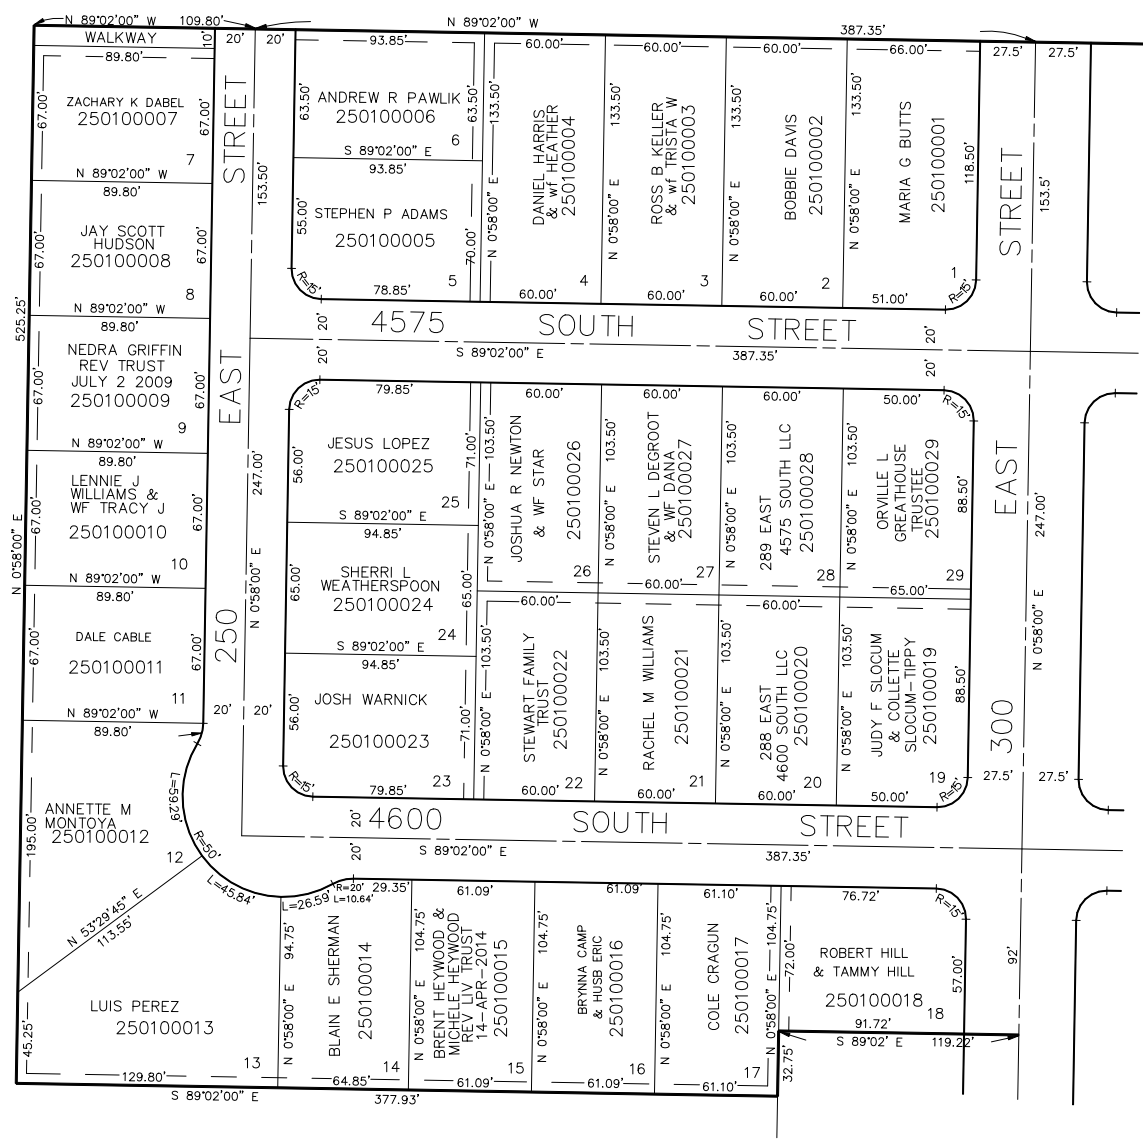 N 89°02'00" W 109.80'
N 89°02'00" W
387.35'
WALKWAY
10'
20' 20'
27.5' 27.5'
89.80'
67.00' 67.00'
ZACHARY K DABEL
250100007
7
N 89°02'00" W
89.80'
67.00' 67.00'
JAY SCOTT
HUDSON
250100008
8
N 89°02'00" W
89.80'
525.25'
NEDRA GRIFFIN
REV TRUST
JULY 2 2009
250100009
67.00' 67.00'
9
N 89°02'00" W
89.80'
LENNIE J
WILLIAMS &
WF TRACY J
250100010
67.00' 67.00'
10
N 0°58'00" E
N 89°02'00" W
89.80'
DALE CABLE
250100011
67.00' 67.00'
11
N 89°02'00" W
89.80'
L=59.29'
ANNETTE M
MONTOYA
250100012
195.00'
12
R=50'
L=45.84'
N 53°29'45" E
113.55'
LUIS PEREZ
250100013
45.25'
13
129.80'
S 89°02'00" E
377.93'
250 EAST STREET
153.50'
247.00'
N 0°58'00" E
20' 20'
93.85'
63.50' 63.50'
ANDREW R PAWLIK
250100006
6
S 89°02'00" E
93.85'
STEPHEN P ADAMS
250100005
55.00' 70.00'
5
R=15'
78.85'
60.00'
133.50'
N 0°58'00" E
DANIEL HARRIS
& wf HEATHER
250100004
4
60.00'
60.00'
133.50'
N 0°58'00" E
ROSS B KELLER
& wf TRISTA W
250100003
3
60.00'
60.00'
133.50'
N 0°58'00" E
BOBBIE DAVIS
250100002
2
60.00'
66.00'
133.50'
N 0°58'00" E
MARIA G BUTTS
250100001
118.50'
1
51.00'
R=15'
300 EAST STREET
153.5'
247.00'
N 0°58'00" E
27.5' 27.5'
92'
20' 4575 SOUTH STREET 20'
S 89°02'00" E 387.35'
20' 20'
R=15'
79.85'
JESUS LOPEZ
250100025
56.00' 71.00'
25
S 89°02'00" E
94.85'
SHERRI L
WEATHERSPOON
250100024
65.00' 65.00'
24
S 89°02'00" E
94.85'
JOSH WARNICK
250100023
56.00' 71.00'
23
R=15'
79.85'
60.00'
103.50'
N 0°58'00" E
JOSHUA R NEWTON
& WF STAR
250100026
26
60.00'
103.50'
N 0°58'00" E
STEVEN L DEGROOT
& WF DANA
250100027
27
60.00'
60.00'
103.50'
N 0°58'00" E
289 EAST
4575 SOUTH LLC
250100028
28
50.00'
R=15'
103.50'
N 0°58'00" E
ORVILLE L
GREATHOUSE
TRUSTEE
250100029
88.50'
29
65.00'
60.00'
103.50'
N 0°58'00" E
STEWART FAMILY
TRUST
250100022
22
60.00'
103.50'
N 0°58'00" E
RACHEL M WILLIAMS
250100021
21
60.00'
60.00'
103.50'
N 0°58'00" E
288 EAST
4600 SOUTH LLC
250100020
20
60.00'
103.50'
N 0°58'00" E
JUDY F SLOCUM
& COLLETTE
SLOCUM-TIPPY
250100019
88.50'
19
50.00'
R=15'
20' 4600 SOUTH STREET
S 89°02'00" E 387.35'
20'
R=20'
L=10.64'
L=26.59'
29.35'
94.75'
N 0°58'00" E
BLAIN E SHERMAN
250100014
14
64.85'
61.09'
104.75'
N 0°58'00" E
BRENT HEYWOOD &
MICHELLE HEYWOOD
REV LIV TRUST
14-APR-2014
250100015
15
61.09'
61.09'
104.75'
N 0°58'00" E
BRYNNA CAMP
& HUSB ERIC
250100016
16
61.09'
61.10'
104.75'
N 0°58'00" E
COLE CRAGUN
250100017
17
61.10'
104.75'
N 0°58'00" E
32.75'
76.72'
R=15'
72.00'
ROBERT HILL
& TAMMY HILL
250100018
57.00'
18
91.72'
S 89°02' E 119.22'